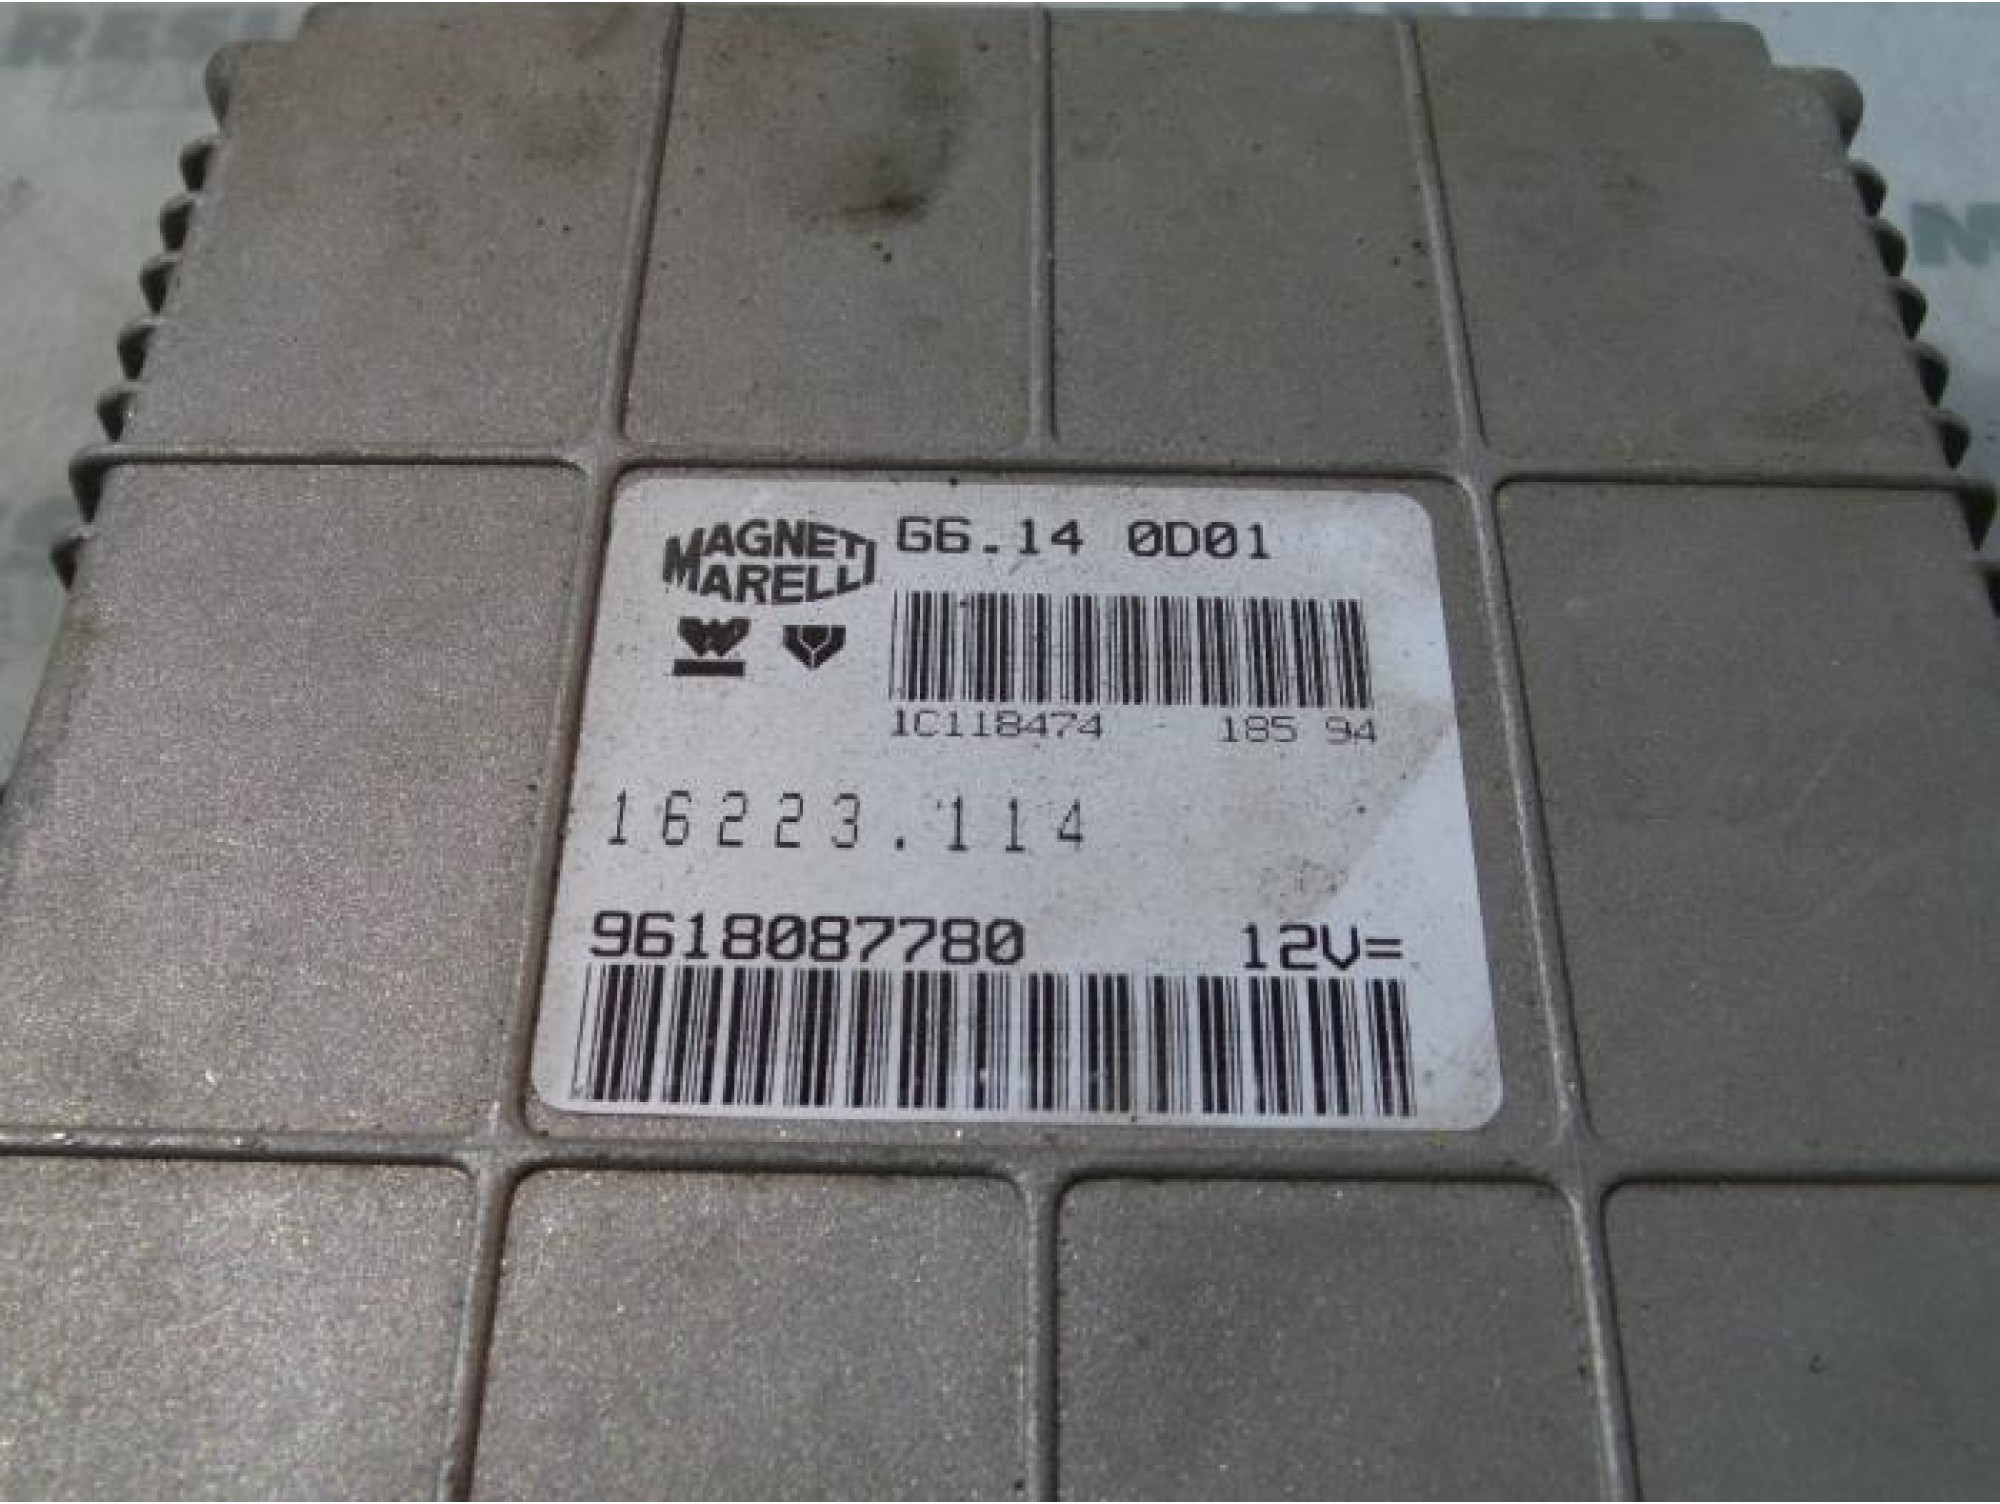 MAGNETI MARELLI
G6.14 0D01
1C118474 185 94
16223.114
9618087780 12V=